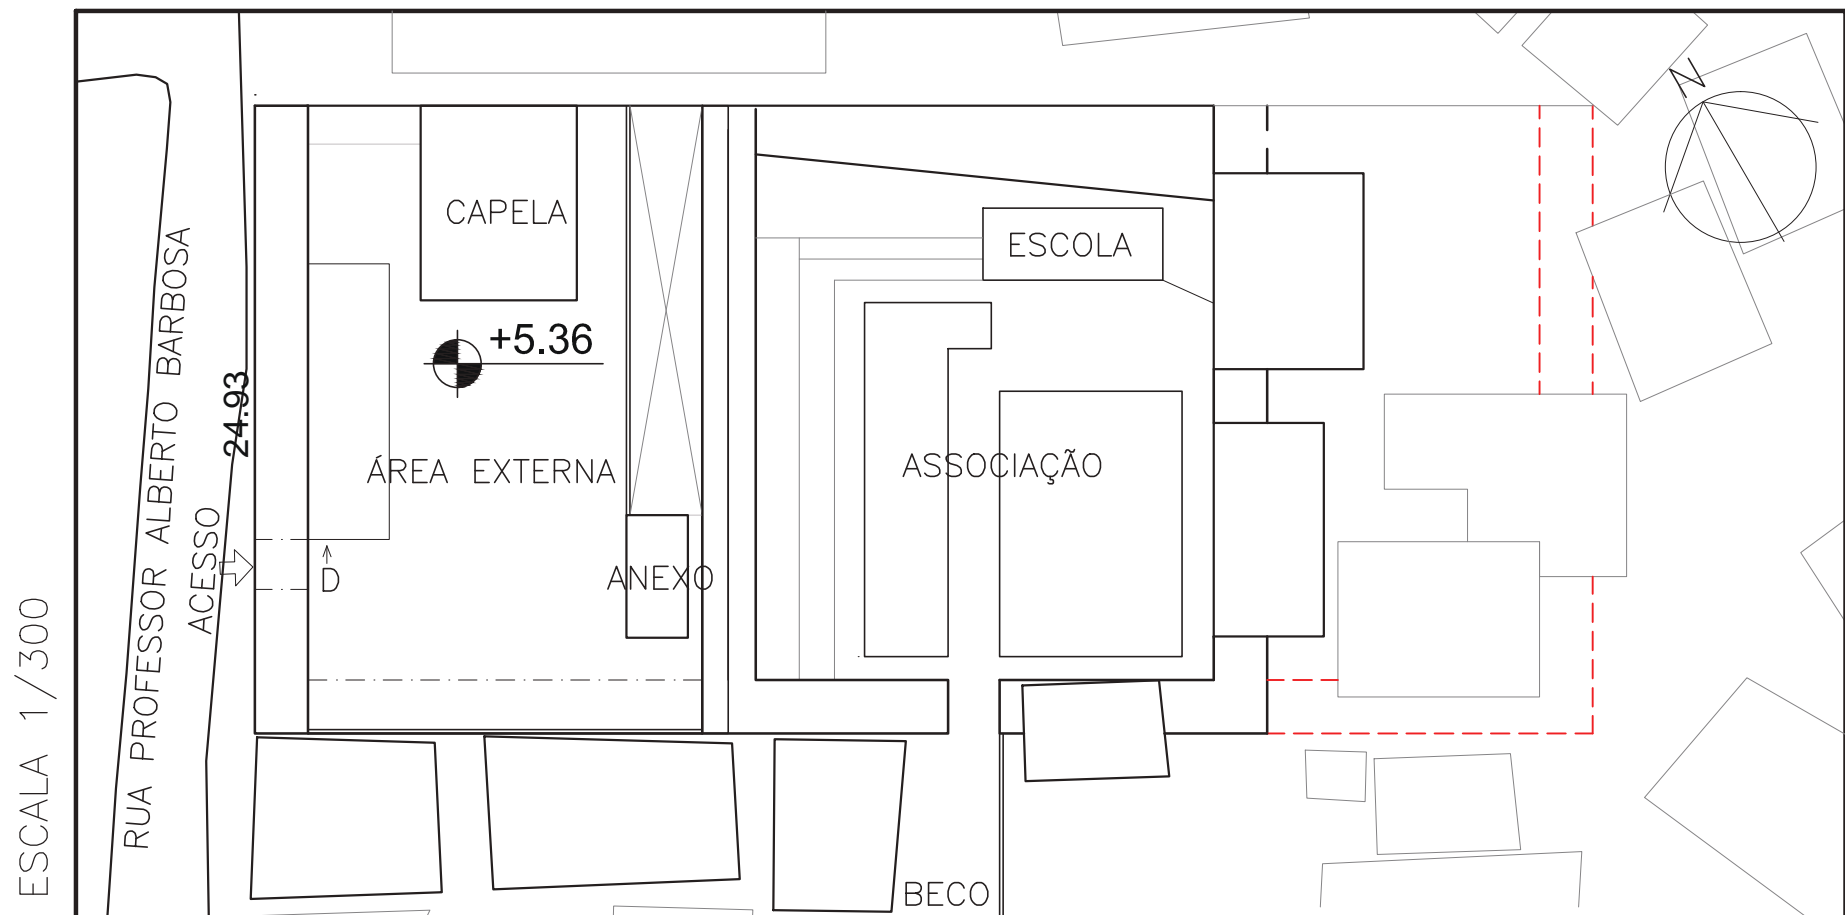 N
CAPELA
ESCOLA
+5.36
24.93
ÁREA EXTERNA
ASSOCIAÇÃO
RUA PROFESSOR ALBERTO BARBOSA
ACESSO
D
ANEXO
ESCALA 1/300
BECO